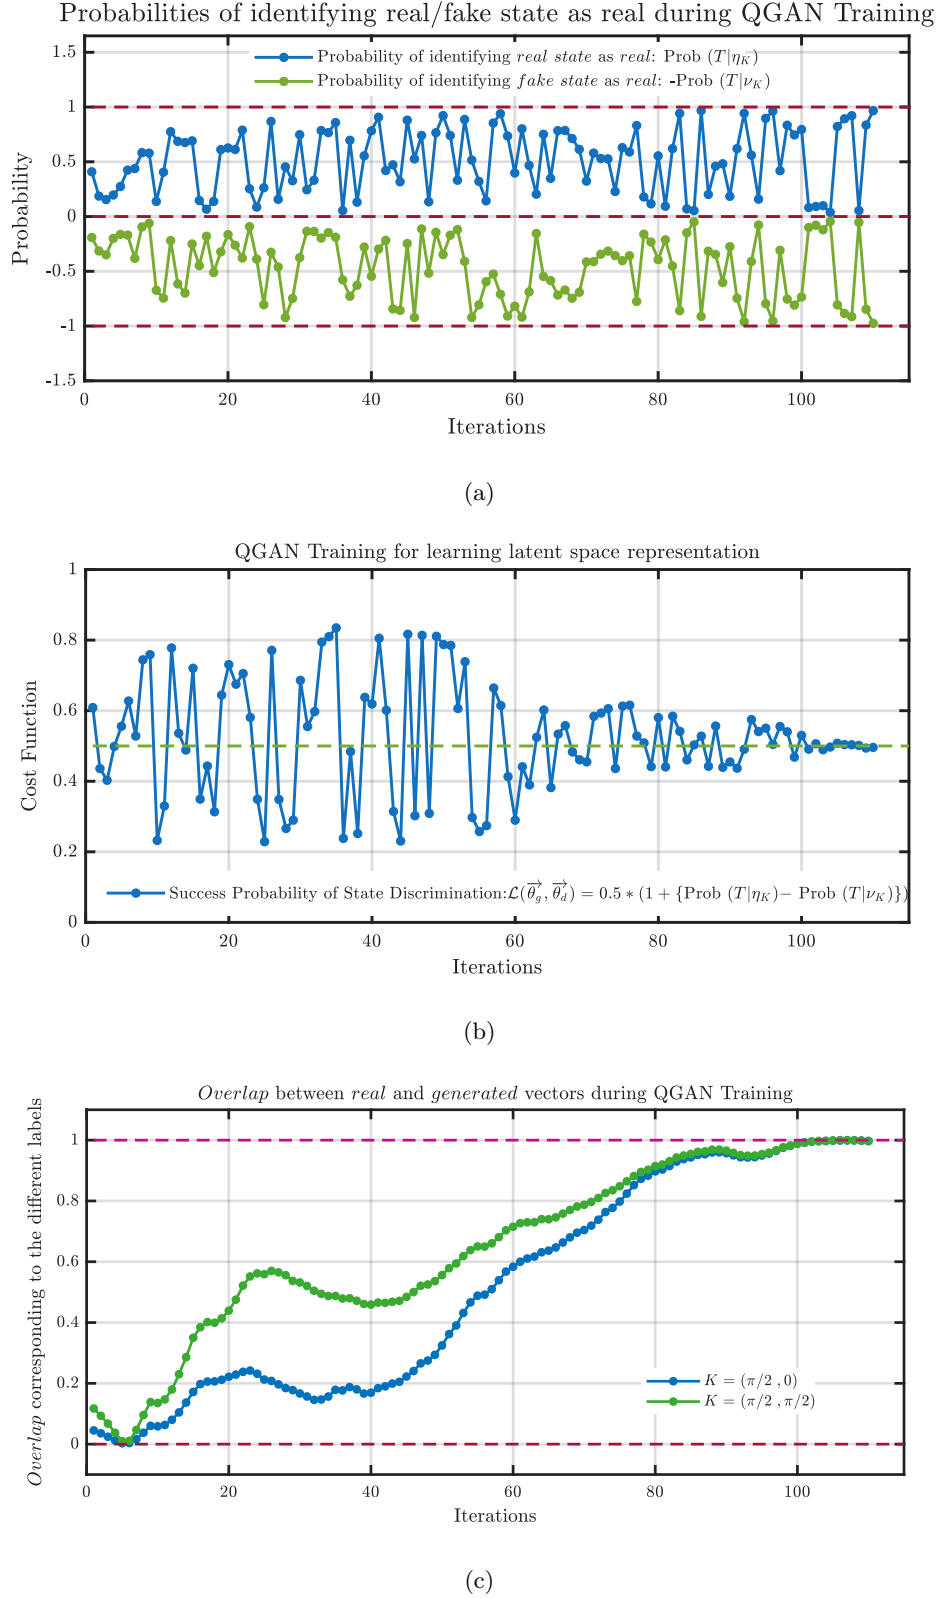 Probabilities of identifying real/fake state as real during QGAN Training
Probability of identifying real state as real: Prob (T|η_K)
Probability of identifying fake state as real: -Prob (T|ν_K)
Probability
1.5
1
0.5
0
-0.5
-1
-1.5
0 20 40 60 80 100
Iterations
(a)
QGAN Training for learning latent space representation
Cost Function
1
0.8
0.6
0.4
0.2
0
Success Probability of State Discrimination:ℒ(θ⃗_g, θ⃗_d) = 0.5 * (1 + {Prob (T|η_K)− Prob (T|ν_K)})
0 20 40 60 80 100
Iterations
(b)
Overlap between real and generated vectors during QGAN Training
Overlap corresponding to the different labels
1
0.8
0.6
0.4
0.2
0
K = (π/2 , 0)
K = (π/2 , π/2)
0 20 40 60 80 100
Iterations
(c)